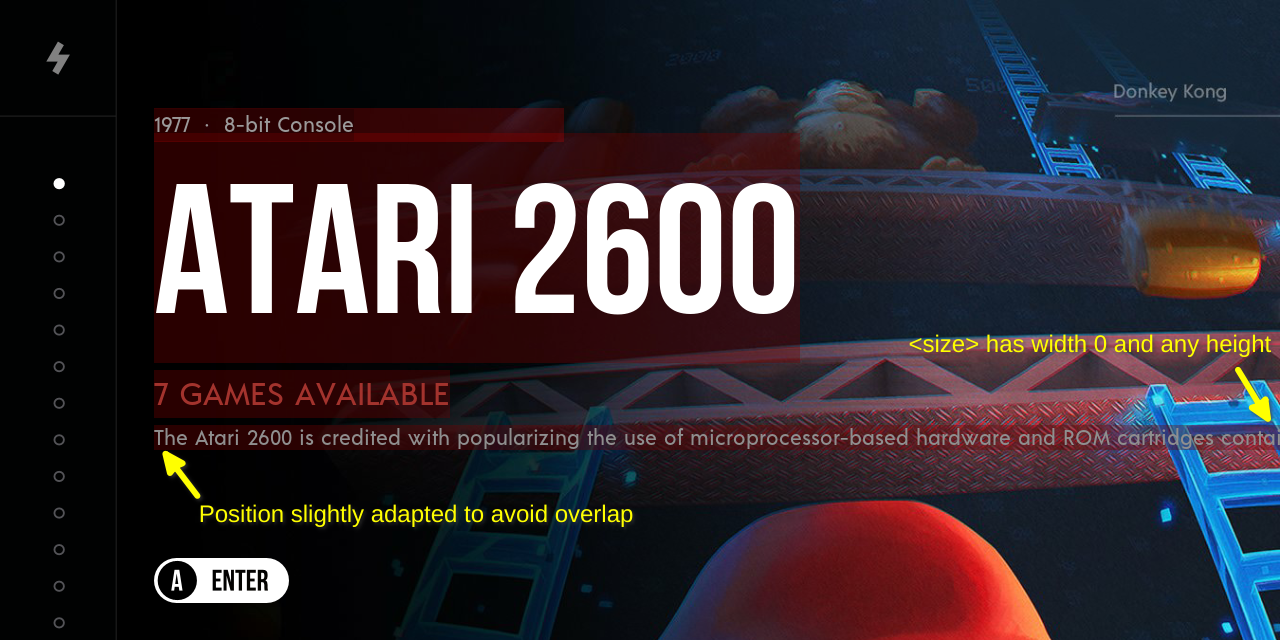 Donkey Kong
1977 · 8-bit Console
ATARI 2600
<size> has width 0 and any height
7 GAMES AVAILABLE
The Atari 2600 is credited with popularizing the use of microprocessor-based hardware and ROM cartridges contai
Position slightly adapted to avoid overlap
A ENTER